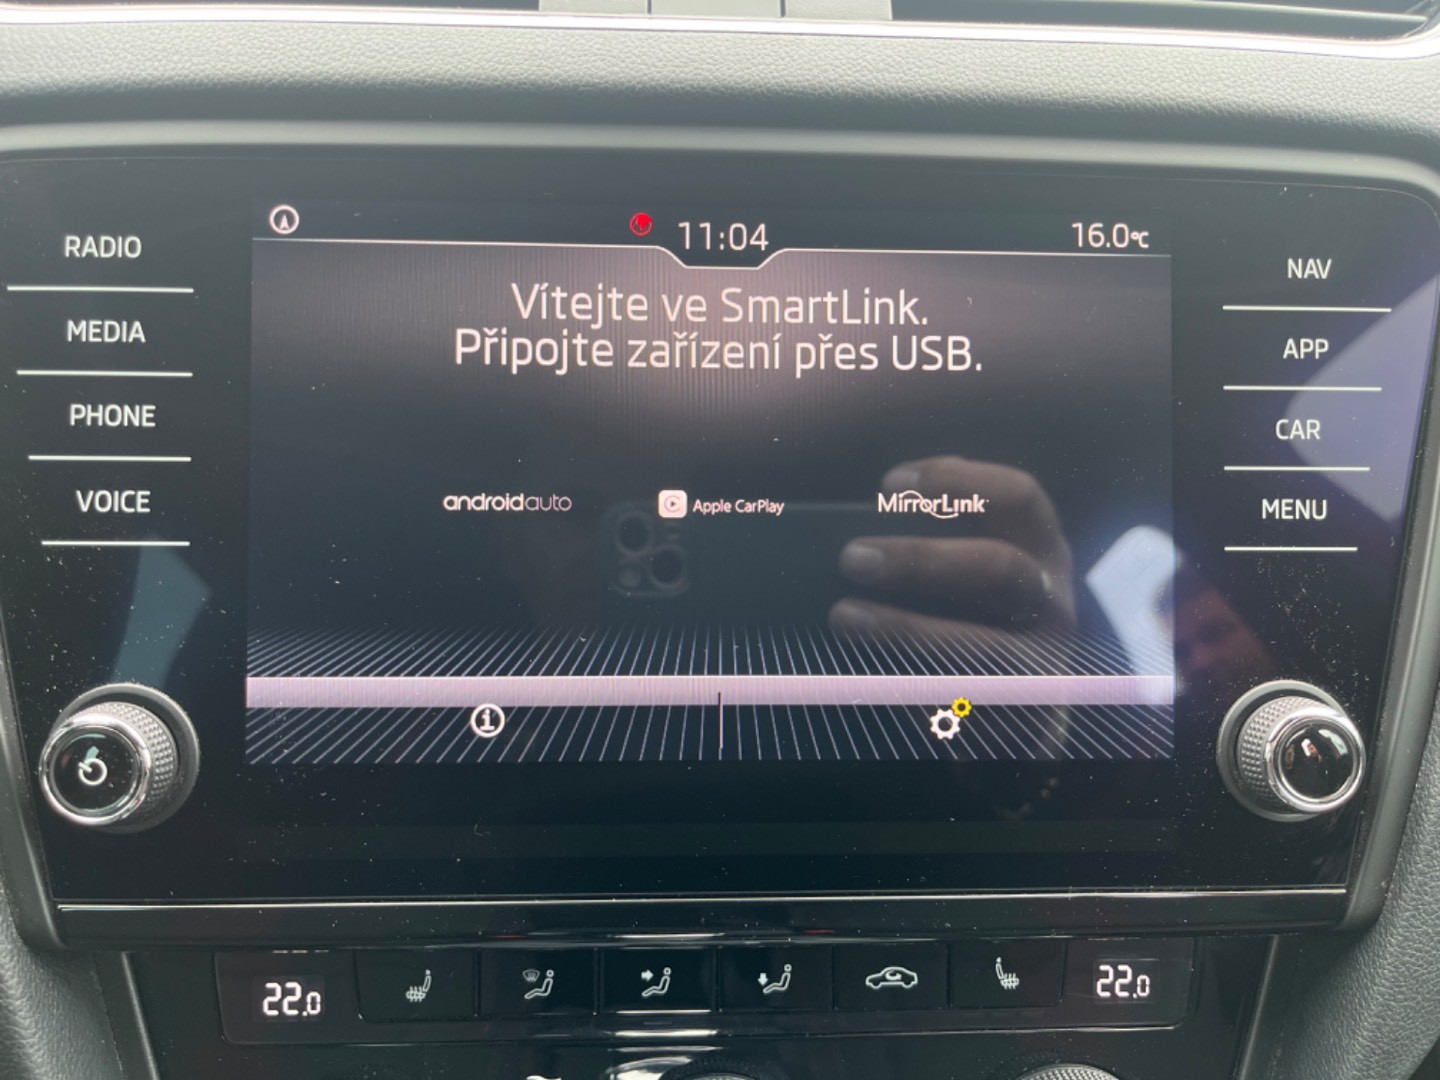 RADIO
MEDIA
PHONE
VOICE
11:04
16.0°C
Vítejte ve SmartLink.
Připojte zařízení přes USB.
androidauto
Apple CarPlay
MirrorLink
NAV
APP
CAR
MENU
22.0
22.0